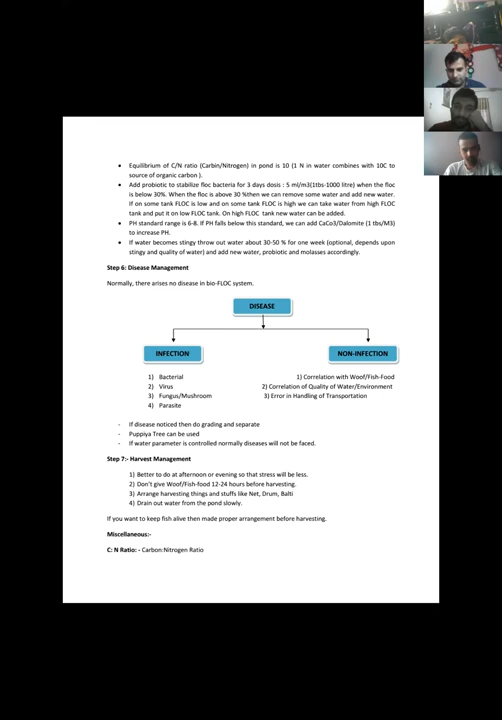 • Equilibrium of C/N ratio (Carbin/Nitrogen) in pond is 10 (1 N in water combines with 10C to
source of organic carbon ).
• Add probiotic to stabilize floc bacteria for 3 days dosis : 5 ml/m3(1tbs-1000 litre) when the floc
is below 30%. When the floc is above 30 %then we can remove some water and add new water.
If on some tank FLOC is low and on some tank FLOC is high we can take water from high FLOC
tank and put it on low FLOC tank. On high FLOC tank new water can be added.
• PH standard range is 6-8. If PH falls below this standard, we can add CaCo3/Dalomite (1 tbs/M3)
to increase PH.
• If water becomes stingy throw out water about 30-50 % for one week (optional, depends upon
stingy and quality of water) and add new water, probiotic and molasses accordingly.
Step 6: Disease Management
Normally, there arises no disease in bio-FLOC system.
DISEASE
INFECTION
1) Bacterial
2) Virus
3) Fungus/Mushroom
4) Parasite
NON-INFECTION
1) Correlation with Woof/Fish-Food
2) Correlation of Quality of Water/Environment
3) Error in Handling of Transportation
- If disease noticed then do grading and separate
- Puppiya Tree can be used
- If water parameter is controlled normally diseases will not be faced.
Step 7:- Harvest Management
1) Better to do at afternoon or evening so that stress will be less.
2) Don't give Woof/Fish-food 12-24 hours before harvesting.
3) Arrange harvesting things and stuffs like Net, Drum, Balti
4) Drain out water from the pond slowly.
If you want to keep fish alive then made proper arrangement before harvesting.
Miscellaneous:-
C: N Ratio: - Carbon:Nitrogen Ratio